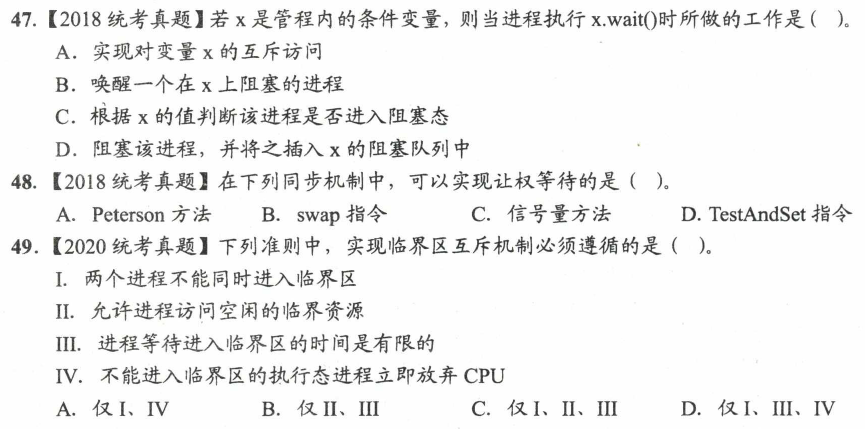 47.【2018 统考真题】若 x 是管程内的条件变量，则当进程执行 x.wait()时所做的工作是（  ）。
A．实现对变量 x 的互斥访问
B．唤醒一个在 x 上阻塞的进程
C．根据 x 的值判断该进程是否进入阻塞态
D．阻塞该进程，并将之插入 x 的阻塞队列中
48.【2018 统考真题】在下列同步机制中，可以实现让权等待的是（  ）。
A．Peterson 方法 B．swap 指令 C．信号量方法 D. TestAndSet 指令
49.【2020 统考真题】下列准则中，实现临界区互斥机制必须遵循的是（  ）。
I. 两个进程不能同时进入临界区
II. 允许进程访问空闲的临界资源
III. 进程等待进入临界区的时间是有限的
IV. 不能进入临界区的执行态进程立即放弃 CPU
A．仅 I、IV B．仅 II、III C．仅 I、II、III D．仅 I、III、IV